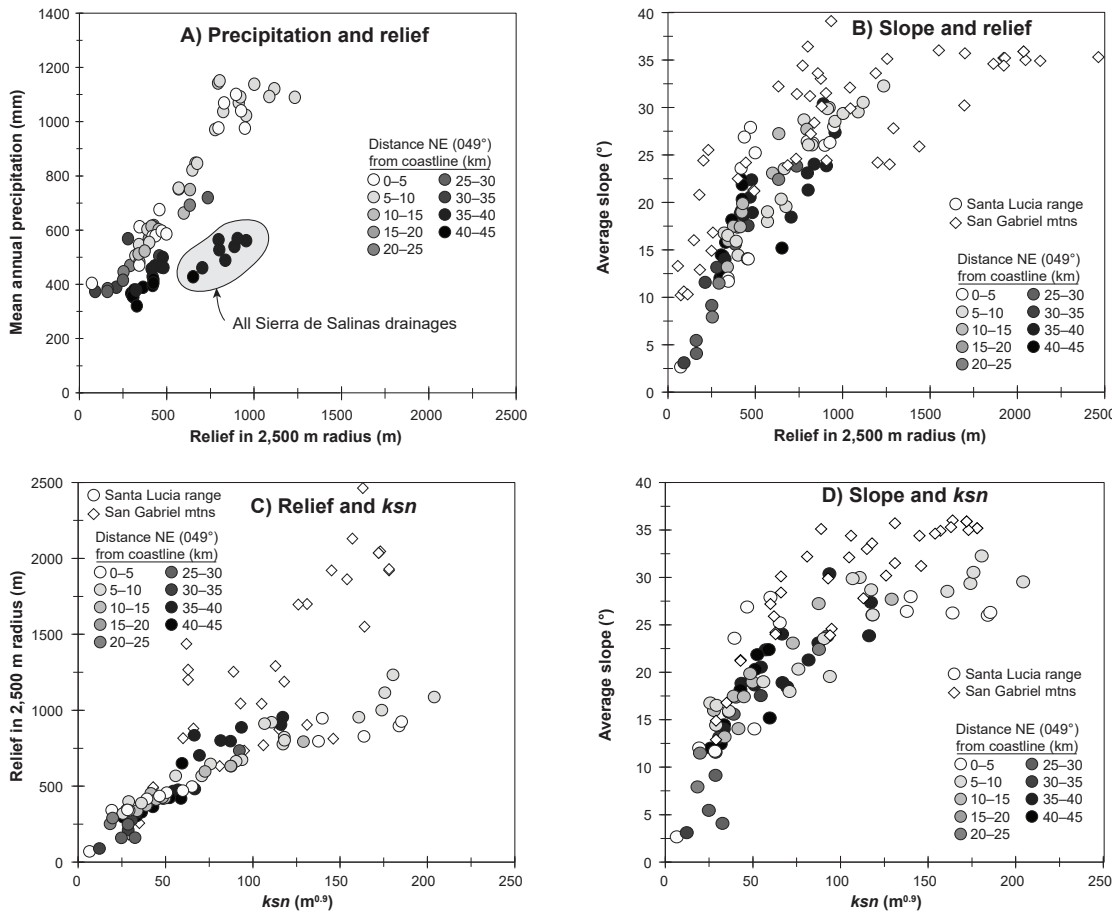 A) Precipitation and relief
Mean annual precipitation (mm)
1400
1200
1000
800
600
400
200
0
0 500 1000 1500 2000 2500
Relief in 2,500 m radius (m)
Distance NE (049°)
from coastline (km)
0–5 25–30
5–10 30–35
10–15 35–40
15–20 40–45
20–25
All Sierra de Salinas drainages
B) Slope and relief
Average slope (°)
40
35
30
25
20
15
10
5
0
0 500 1000 1500 2000 2500
Relief in 2,500 m radius (m)
Santa Lucia range
San Gabriel mtns
Distance NE (049°)
from coastline (km)
0–5 25–30
5–10 30–35
10–15 35–40
15–20 40–45
20–25
C) Relief and ksn
Relief in 2,500 m radius (m)
2500
2000
1500
1000
500
0
0 50 100 150 200 250
ksn (m0.9)
Santa Lucia range
San Gabriel mtns
Distance NE (049°)
from coastline (km)
0–5 25–30
5–10 30–35
10–15 35–40
15–20 40–45
20–25
D) Slope and ksn
Average slope (°)
40
35
30
25
20
15
10
5
0
0 50 100 150 200 250
ksn (m0.9)
Santa Lucia range
San Gabriel mtns
Distance NE (049°)
from coastline (km)
0–5 25–30
5–10 30–35
10–15 35–40
15–20 40–45
20–25